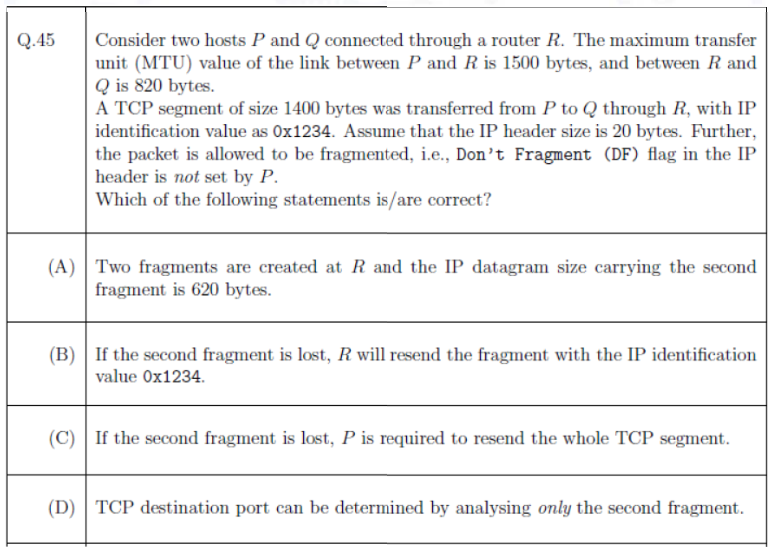 Q.45
Consider two hosts P and Q connected through a router R. The maximum transfer
unit (MTU) value of the link between P and R is 1500 bytes, and between R and
Q is 820 bytes.
A TCP segment of size 1400 bytes was transferred from P to Q through R, with IP
identification value as 0x1234. Assume that the IP header size is 20 bytes. Further,
the packet is allowed to be fragmented, i.e., Don't Fragment (DF) flag in the IP
header is not set by P.
Which of the following statements is/are correct?
(A) Two fragments are created at R and the IP datagram size carrying the second
fragment is 620 bytes.
(B) If the second fragment is lost, R will resend the fragment with the IP identification
value 0x1234.
(C) If the second fragment is lost, P is required to resend the whole TCP segment.
(D) TCP destination port can be determined by analysing only the second fragment.